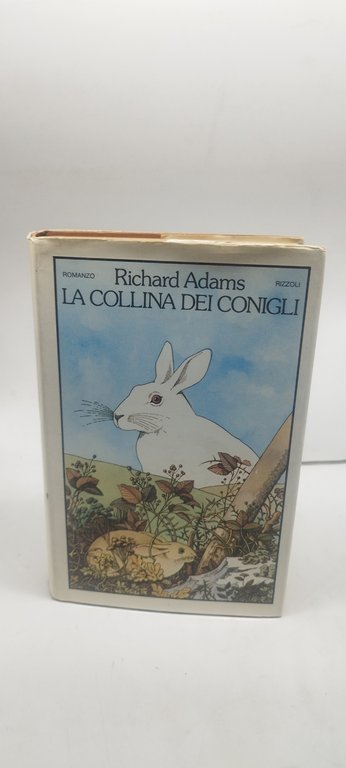 ROMANZO
Richard Adams
RIZZOLI
LA COLLINA DEI CONIGLI